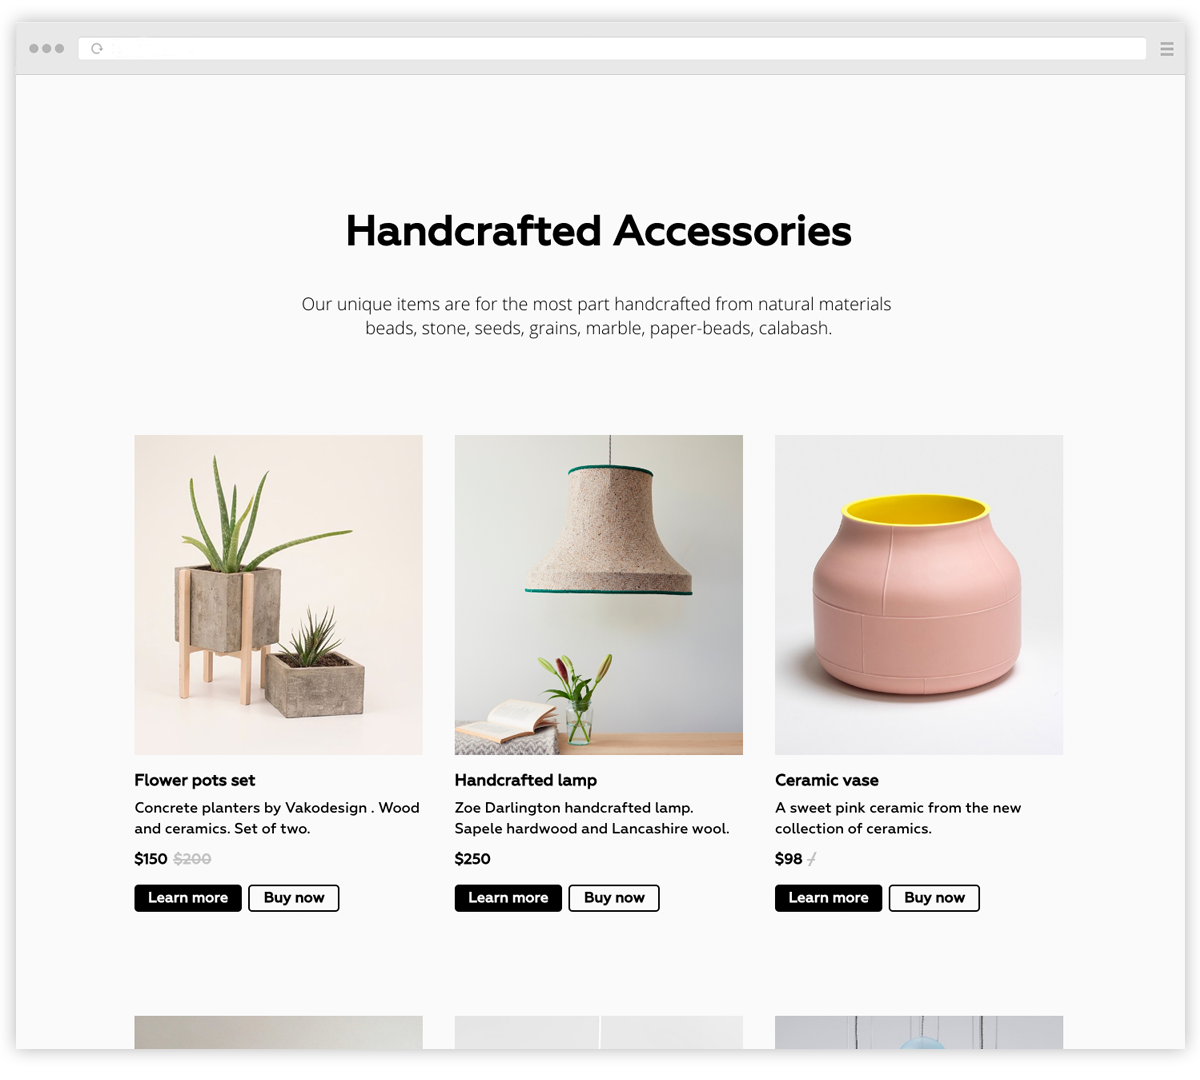 Handcrafted Accessories
Our unique items are for the most part handcrafted from natural materials
beads, stone, seeds, grains, marble, paper-beads, calabash.
Flower pots set
Concrete planters by Vakodesign . Wood
and ceramics. Set of two.
$150 $200
Learn more Buy now
Handcrafted lamp
Zoe Darlington handcrafted lamp.
Sapele hardwood and Lancashire wool.
$250
Learn more Buy now
Ceramic vase
A sweet pink ceramic from the new
collection of ceramics.
$98 /
Learn more Buy now